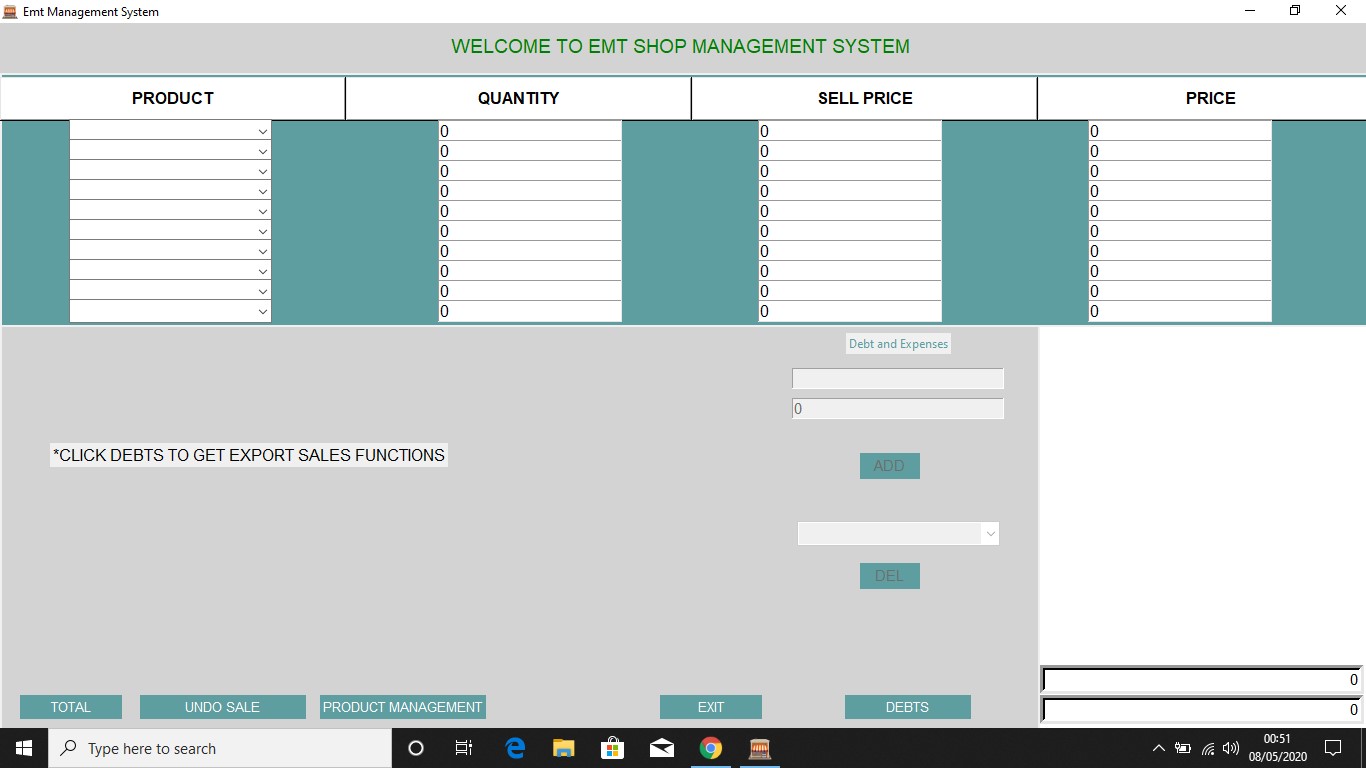 Emt Management System
WELCOME TO EMT SHOP MANAGEMENT SYSTEM
PRODUCT QUANTITY SELL PRICE PRICE
0 0 0
0 0 0
0 0 0
0 0 0
0 0 0
0 0 0
0 0 0
0 0 0
0 0 0
0 0 0
Debt and Expenses
0
*CLICK DEBTS TO GET EXPORT SALES FUNCTIONS
ADD
DEL
0
TOTAL UNDO SALE PRODUCT MANAGEMENT EXIT DEBTS 0
Type here to search
00:51
08/05/2020